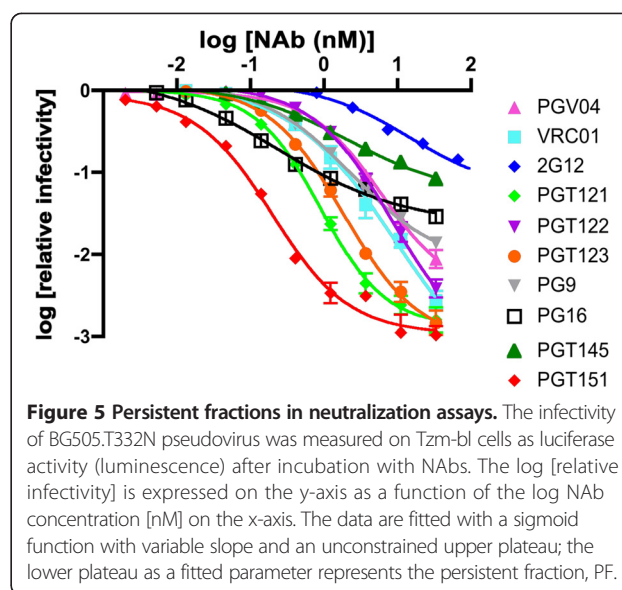 log [NAb (nM)]
-2 -1 0 1 2
0
-1
-2
-3
log [relative infectivity]
PGV04
VRC01
2G12
PGT121
PGT122
PGT123
PG9
PG16
PGT145
PGT151
Figure 5 Persistent fractions in neutralization assays. The infectivity
of BG505.T332N pseudovirus was measured on Tzm-bl cells as luciferase
activity (luminescence) after incubation with NAbs. The log [relative
infectivity] is expressed on the y-axis as a function of the log NAb
concentration [nM] on the x-axis. The data are fitted with a sigmoid
function with variable slope and an unconstrained upper plateau; the
lower plateau as a fitted parameter represents the persistent fraction, PF.